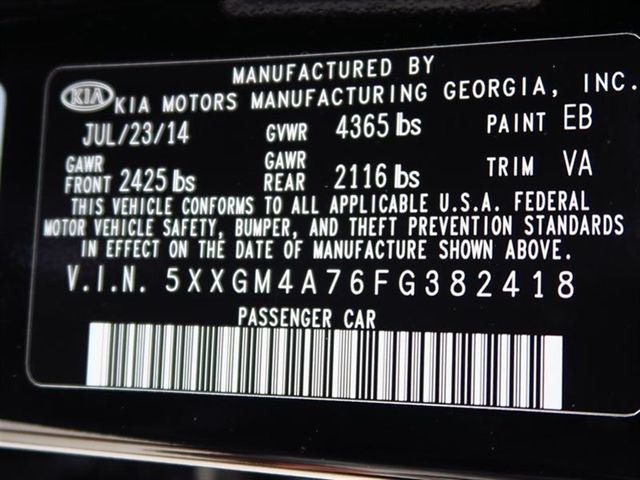 MANUFACTURED BY
KIA KIA MOTORS MANUFACTURING GEORGIA, INC.
JUL/23/14 GVWR 4365 lbs PAINT EB
GAWR FRONT 2425 lbs GAWR REAR 2116 lbs TRIM VA
THIS VEHICLE CONFORMS TO ALL APPLICABLE U.S.A. FEDERAL
MOTOR VEHICLE SAFETY, BUMPER, AND THEFT PREVENTION STANDARDS
IN EFFECT ON THE DATE OF MANUFACTURE SHOWN ABOVE.
V.I.N. 5XXGM4A76FG382418
PASSENGER CAR